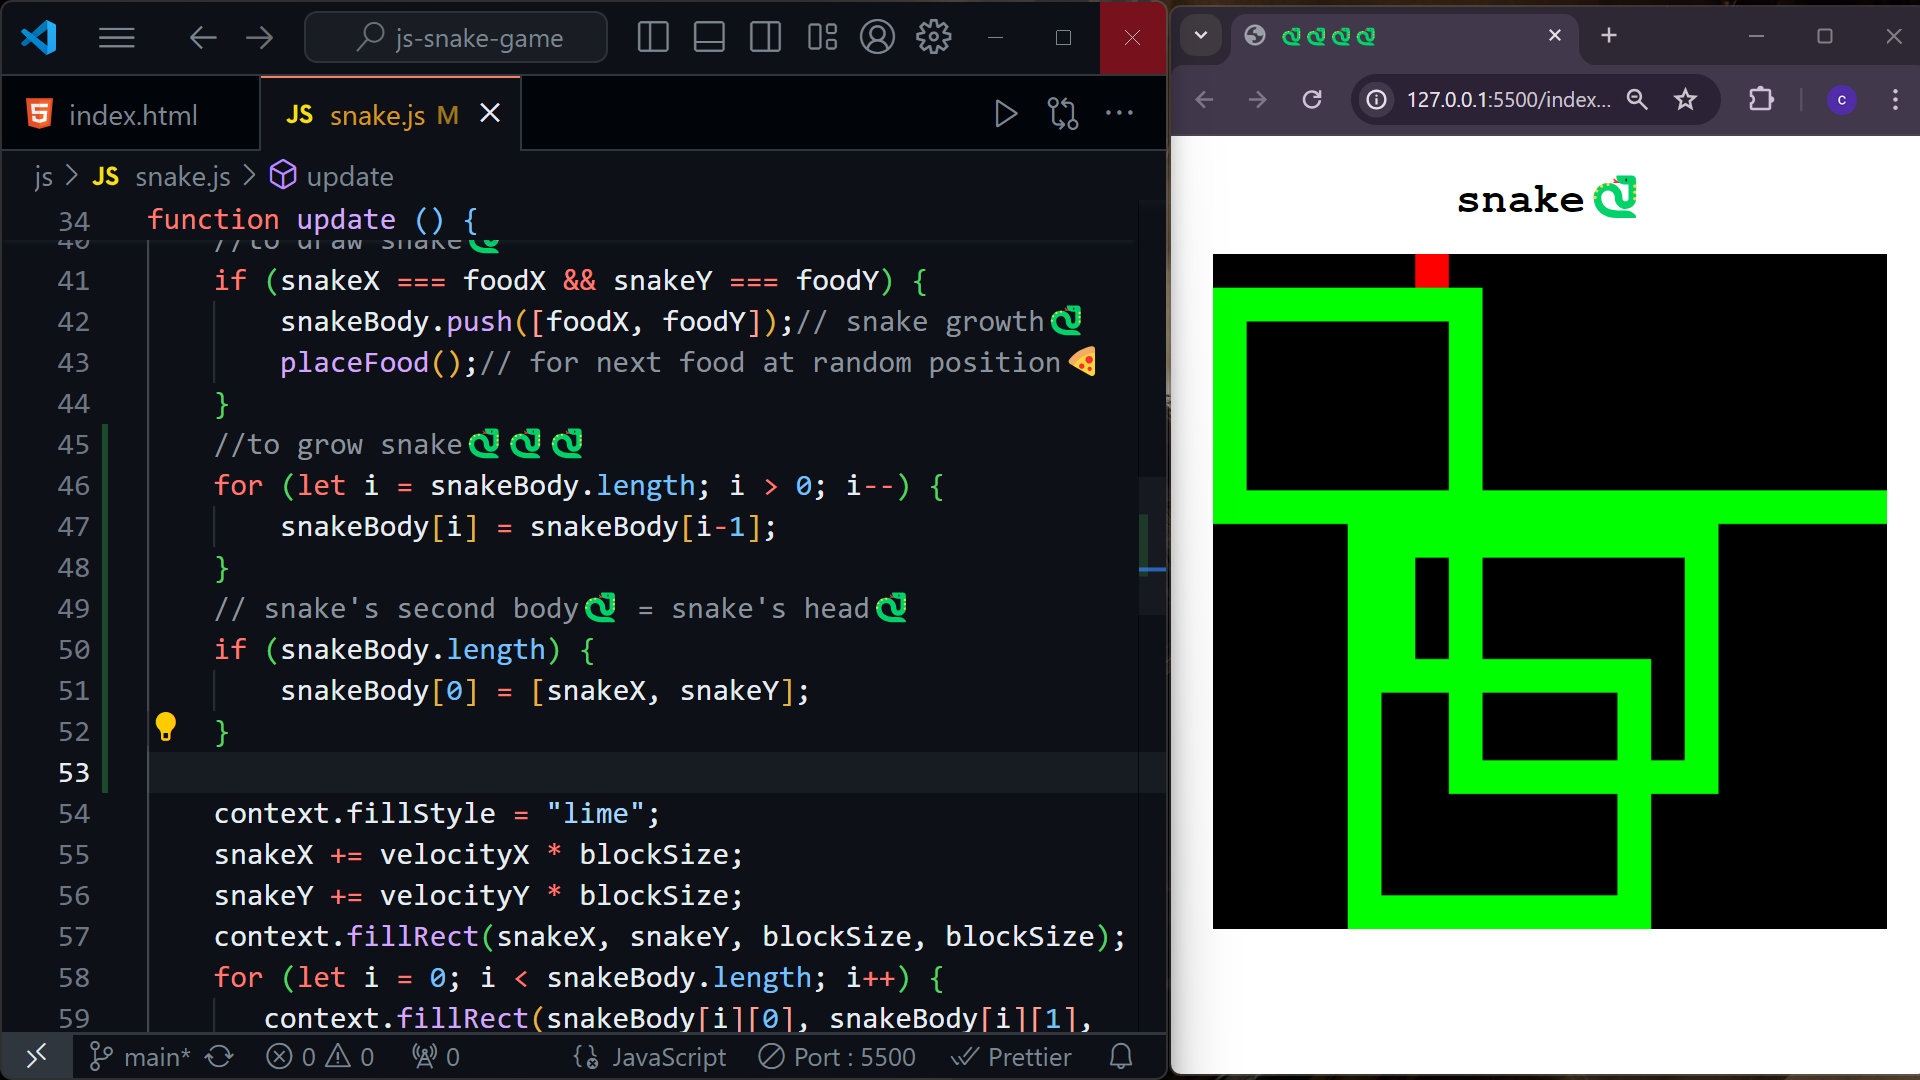 js-snake-game
index.html
JS snake.js M
js > JS snake.js > update
34 function update () {
40 //to draw snake🐍
41 if (snakeX === foodX && snakeY === foodY) {
42 snakeBody.push([foodX, foodY]);// snake growth🐍
43 placeFood();// for next food at random position🍕
44 }
45 //to grow snake🐍🐍🐍
46 for (let i = snakeBody.length; i > 0; i--) {
47 snakeBody[i] = snakeBody[i-1];
48 }
49 // snake's second body🐍 = snake's head🐍
50 if (snakeBody.length) {
51 snakeBody[0] = [snakeX, snakeY];
52 }
53
54 context.fillStyle = "lime";
55 snakeX += velocityX * blockSize;
56 snakeY += velocityY * blockSize;
57 context.fillRect(snakeX, snakeY, blockSize, blockSize);
58 for (let i = 0; i < snakeBody.length; i++) {
59 context.fillRect(snakeBody[i][0], snakeBody[i][1],
main* 0 0 0 JavaScript Port : 5500 Prettier
🐍🐍🐍🐍
127.0.0.1:5500/index...
c
snake🐍